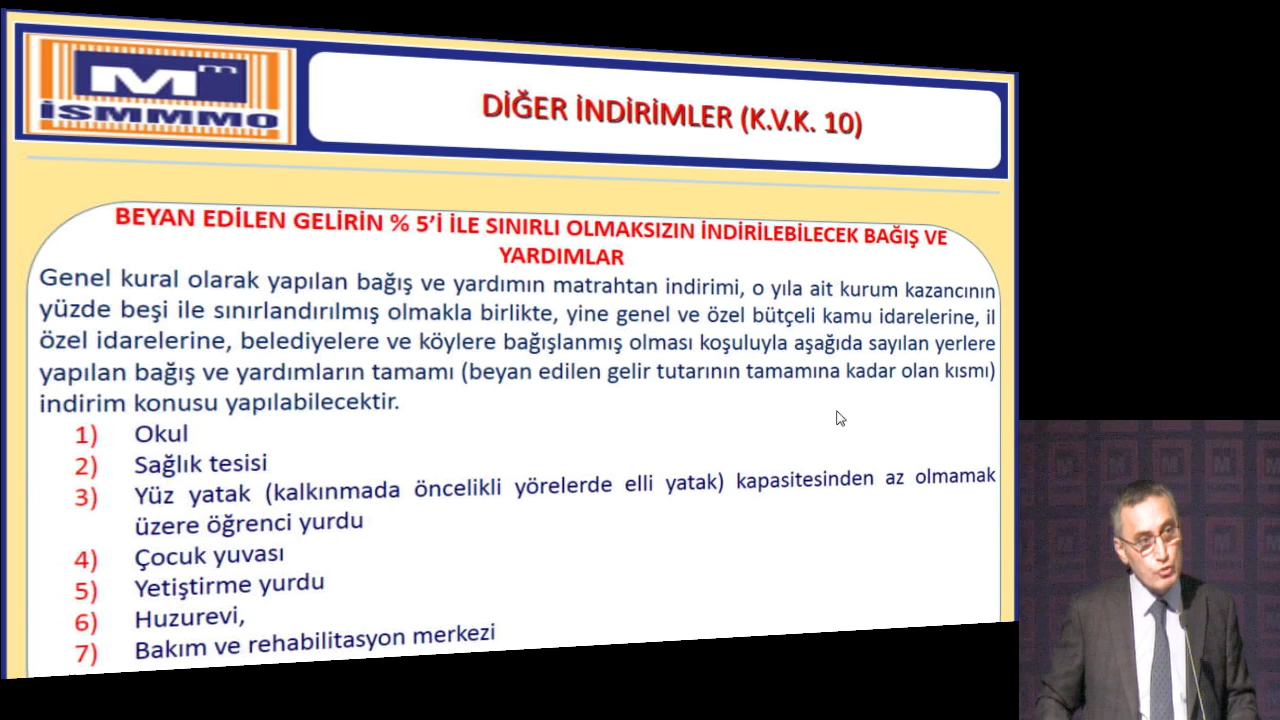 Mm
İSMMMO
DİĞER İNDİRİMLER (K.V.K. 10)
BEYAN EDİLEN GELİRİN % 5'İ İLE SINIRLI OLMAKSIZIN İNDİRİLEBİLECEK BAĞIŞ VE
YARDIMLAR
Genel kural olarak yapılan bağış ve yardımın matrahtan indirimi, o yıla ait kurum kazancının
yüzde beşi ile sınırlandırılmış olmakla birlikte, yine genel ve özel bütçeli kamu idarelerine, il
özel idarelerine, belediyelere ve köylere bağışlanmış olması koşuluyla aşağıda sayılan yerlere
yapılan bağış ve yardımların tamamı (beyan edilen gelir tutarının tamamına kadar olan kısmı)
indirim konusu yapılabilecektir.
1) Okul
2) Sağlık tesisi
3) Yüz yatak (kalkınmada öncelikli yörelerde elli yatak) kapasitesinden az olmamak
üzere öğrenci yurdu
4) Çocuk yuvası
5) Yetiştirme yurdu
6) Huzurevi,
7) Bakım ve rehabilitasyon merkezi